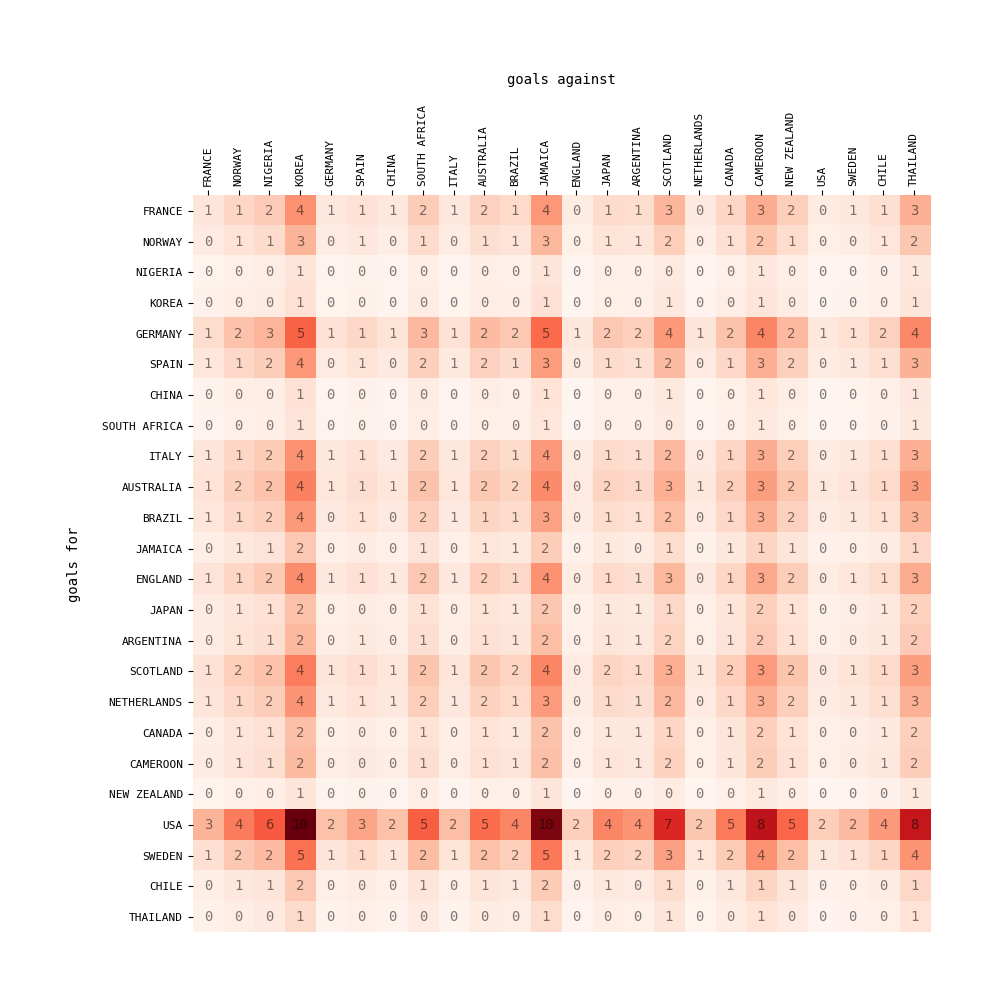 goals against
FRANCE NORWAY NIGERIA KOREA GERMANY SPAIN CHINA SOUTH AFRICA ITALY AUSTRALIA BRAZIL JAMAICA ENGLAND JAPAN ARGENTINA SCOTLAND NETHERLANDS CANADA CAMEROON NEW ZEALAND USA SWEDEN CHILE THAILAND
goals for
FRANCE 1 1 2 4 1 1 1 2 1 2 1 4 0 1 1 3 0 1 3 2 0 1 1 3
NORWAY 0 1 1 3 0 1 0 1 0 1 1 3 0 1 1 2 0 1 2 1 0 0 1 2
NIGERIA 0 0 0 1 0 0 0 0 0 0 0 1 0 0 0 0 0 0 1 0 0 0 0 1
KOREA 0 0 0 1 0 0 0 0 0 0 0 1 0 0 0 1 0 0 1 0 0 0 0 1
GERMANY 1 2 3 5 1 1 1 3 1 2 2 5 1 2 2 4 1 2 4 2 1 1 2 4
SPAIN 1 1 2 4 0 1 0 2 1 2 1 3 0 1 1 2 0 1 3 2 0 1 1 3
CHINA 0 0 0 1 0 0 0 0 0 0 0 1 0 0 0 1 0 0 1 0 0 0 0 1
SOUTH AFRICA 0 0 0 1 0 0 0 0 0 0 0 1 0 0 0 0 0 0 1 0 0 0 0 1
ITALY 1 1 2 4 1 1 1 2 1 2 1 4 0 1 1 2 0 1 3 2 0 1 1 3
AUSTRALIA 1 2 2 4 1 1 1 2 1 2 2 4 0 2 1 3 1 2 3 2 1 1 1 3
BRAZIL 1 1 2 4 0 1 0 2 1 1 1 3 0 1 1 2 0 1 3 2 0 1 1 3
JAMAICA 0 1 1 2 0 0 0 1 0 1 1 2 0 1 0 1 0 1 1 1 0 0 0 1
ENGLAND 1 1 2 4 1 1 1 2 1 2 1 4 0 1 1 3 0 1 3 2 0 1 1 3
JAPAN 0 1 1 2 0 0 0 1 0 1 1 2 0 1 1 1 0 1 2 1 0 0 1 2
ARGENTINA 0 1 1 2 0 1 0 1 0 1 1 2 0 1 1 2 0 1 2 1 0 0 1 2
SCOTLAND 1 2 2 4 1 1 1 2 1 2 2 4 0 2 1 3 1 2 3 2 0 1 1 3
NETHERLANDS 1 1 2 4 1 1 1 2 1 2 1 3 0 1 1 2 0 1 3 2 0 1 1 3
CANADA 0 1 1 2 0 0 0 1 0 1 1 2 0 1 1 1 0 1 2 1 0 0 1 2
CAMEROON 0 1 1 2 0 0 0 1 0 1 1 2 0 1 1 2 0 1 2 1 0 0 1 2
NEW ZEALAND 0 0 0 1 0 0 0 0 0 0 0 1 0 0 0 0 0 0 1 0 0 0 0 1
USA 3 4 6 10 2 3 2 5 2 5 4 10 2 4 4 7 2 5 8 5 2 2 4 8
SWEDEN 1 2 2 5 1 1 1 2 1 2 2 5 1 2 2 3 1 2 4 2 1 1 1 4
CHILE 0 1 1 2 0 0 0 1 0 1 1 2 0 1 0 1 0 1 1 1 0 0 0 1
THAILAND 0 0 0 1 0 0 0 0 0 0 0 1 0 0 0 1 0 0 1 0 0 0 0 1